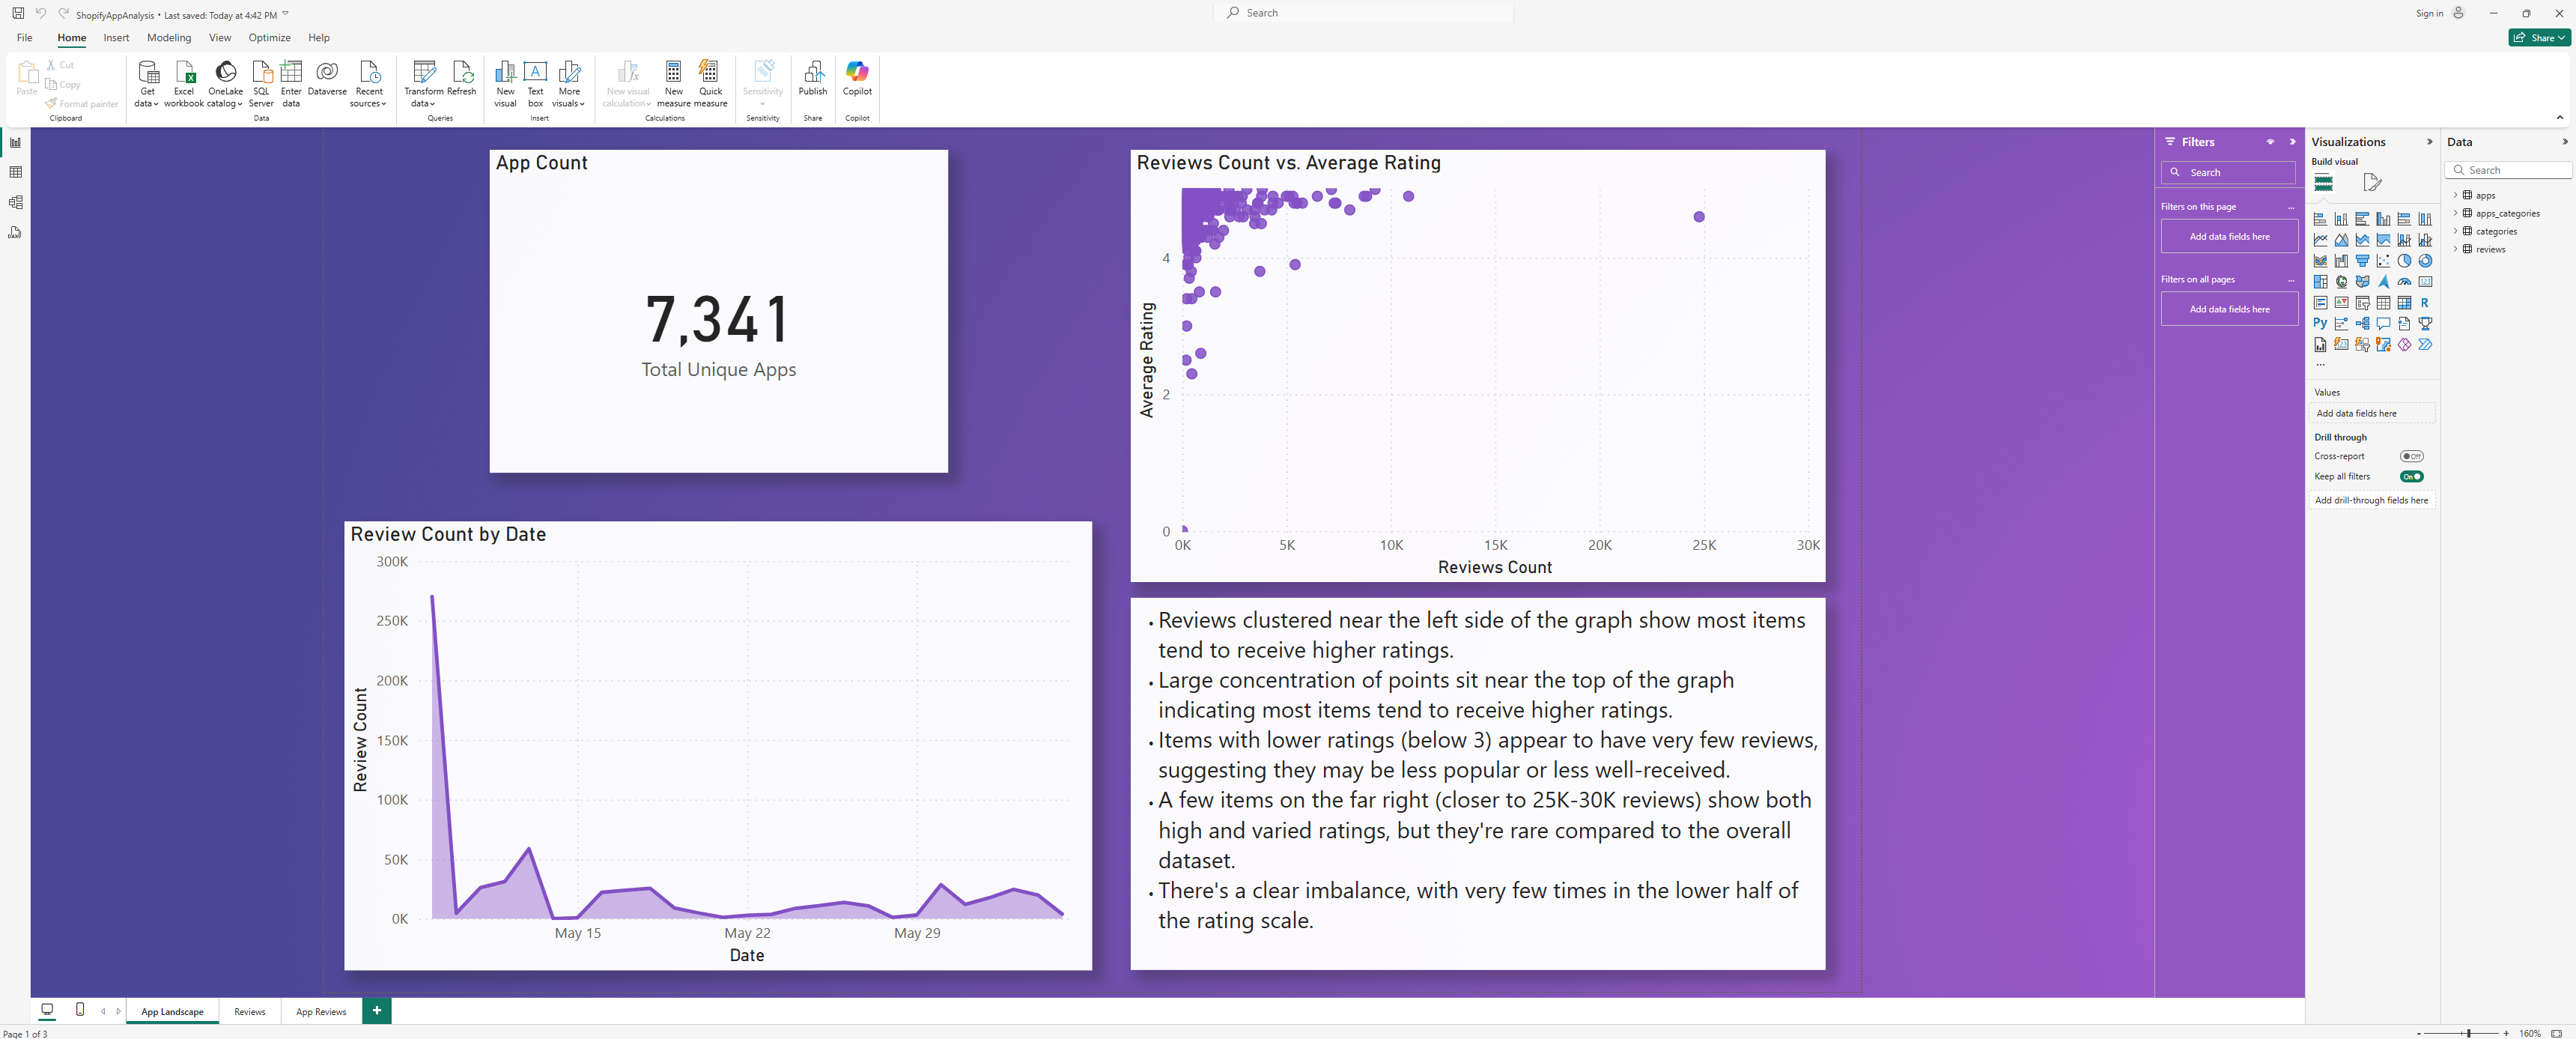 ShopifyAppAnalysis • Last saved: Today at 4:42 PM
Search
Sign in
File Home Insert Modeling View Optimize Help
Share
Paste
Cut
Copy
Format painter
Clipboard
Get data
Excel workbook
OneLake catalog
SQL Server
Enter data
Dataverse
Recent sources
Data
Transform data
Refresh
Queries
New visual
Text box
More visuals
Insert
New visual calculation
New measure
Quick measure
Calculations
Sensitivity
Sensitivity
Publish
Share
Copilot
Copilot
App Count
7,341
Total Unique Apps
Review Count by Date
300K
250K
200K
150K
100K
50K
0K
Review Count
May 15 May 22 May 29
Date
Reviews Count vs. Average Rating
4
2
0
Average Rating
0K 5K 10K 15K 20K 25K 30K
Reviews Count
• Reviews clustered near the left side of the graph show most items
tend to receive higher ratings.
• Large concentration of points sit near the top of the graph
indicating most items tend to receive higher ratings.
• Items with lower ratings (below 3) appear to have very few reviews,
suggesting they may be less popular or less well-received.
• A few items on the far right (closer to 25K-30K reviews) show both
high and varied ratings, but they're rare compared to the overall
dataset.
• There's a clear imbalance, with very few times in the lower half of
the rating scale.
Filters
Search
Filters on this page
...
Add data fields here
Filters on all pages
...
Add data fields here
Visualizations
Build visual
123
R
Py
...
Values
Add data fields here
Drill through
Cross-report
Off
Keep all filters
On
Add drill-through fields here
Data
Search
apps
apps_categories
categories
reviews
App Landscape
Reviews
App Reviews
+
Page 1 of 3
- + 160%